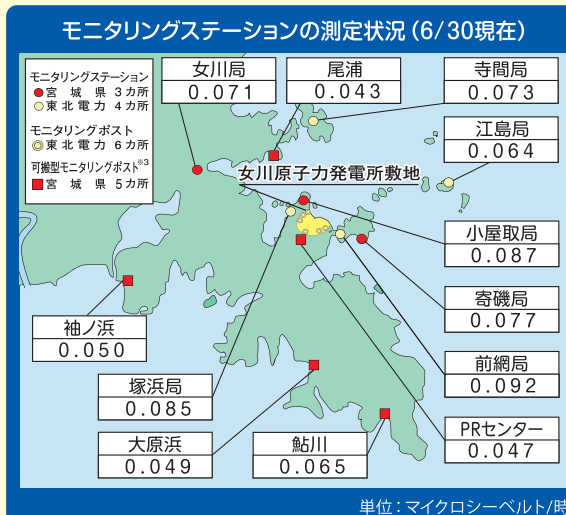 モニタリングステーションの測定状況(6/30現在)
モニタリングステーション
●宮城県 3カ所
○東北電力 4カ所
モニタリングポスト
◎東北電力 6カ所
可搬型モニタリングポスト※3
■宮城県 5カ所
女川局
0.071
尾浦
0.043
寺間局
0.073
江島局
0.064
女川原子力発電所敷地
小屋取局
0.087
寄磯局
0.077
前網局
0.092
PRセンター
0.047
袖ノ浜
0.050
塚浜局
0.085
大原浜
0.049
鮎川
0.065
単位:マイクロシーベルト/時